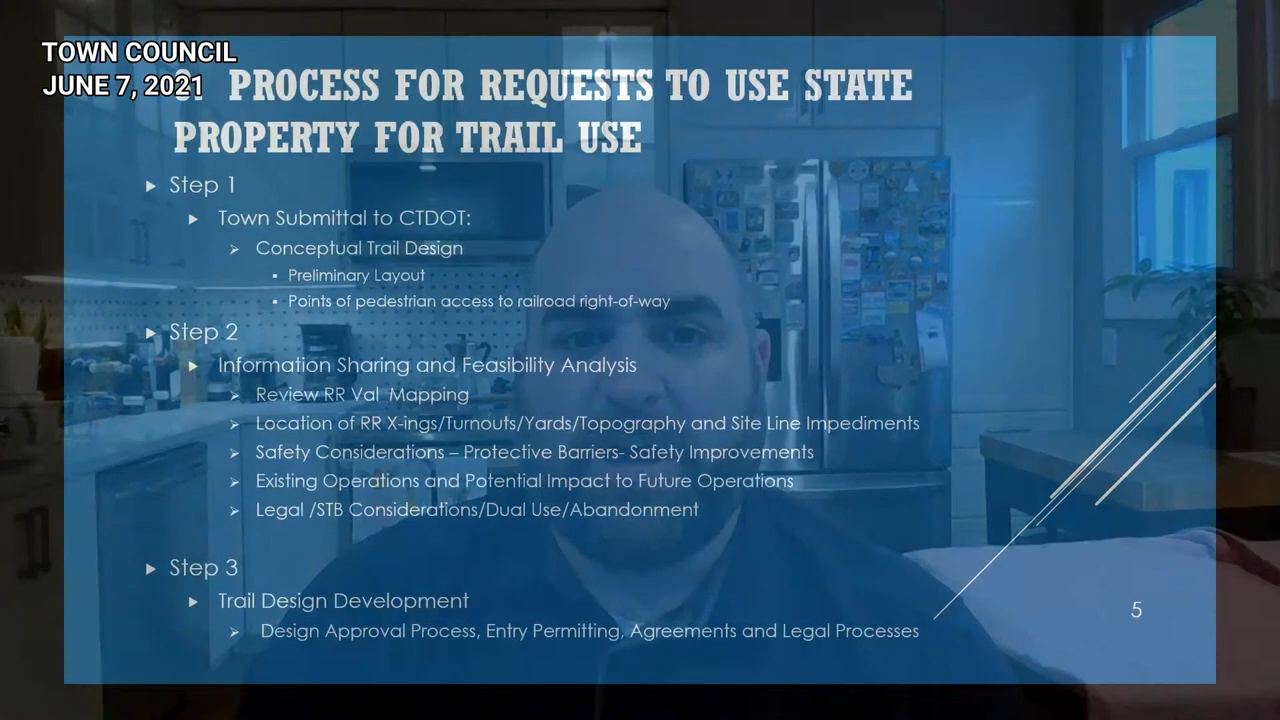 TOWN COUNCIL
JUNE 7, 2021
PROCESS FOR REQUESTS TO USE STATE
PROPERTY FOR TRAIL USE
Step 1
Town Submittal to CTDOT:
Conceptual Trail Design
Preliminary Layout
Points of pedestrian access to railroad right-of-way
Step 2
Information Sharing and Feasibility Analysis
Review RR Val Mapping
Location of RR X-ings/Turnouts/Yards/Topography and Site Line Impediments
Safety Considerations – Protective Barriers- Safety Improvements
Existing Operations and Potential Impact to Future Operations
Legal /STB Considerations/Dual Use/Abandonment
Step 3
Trail Design Development
Design Approval Process, Entry Permitting, Agreements and Legal Processes
5